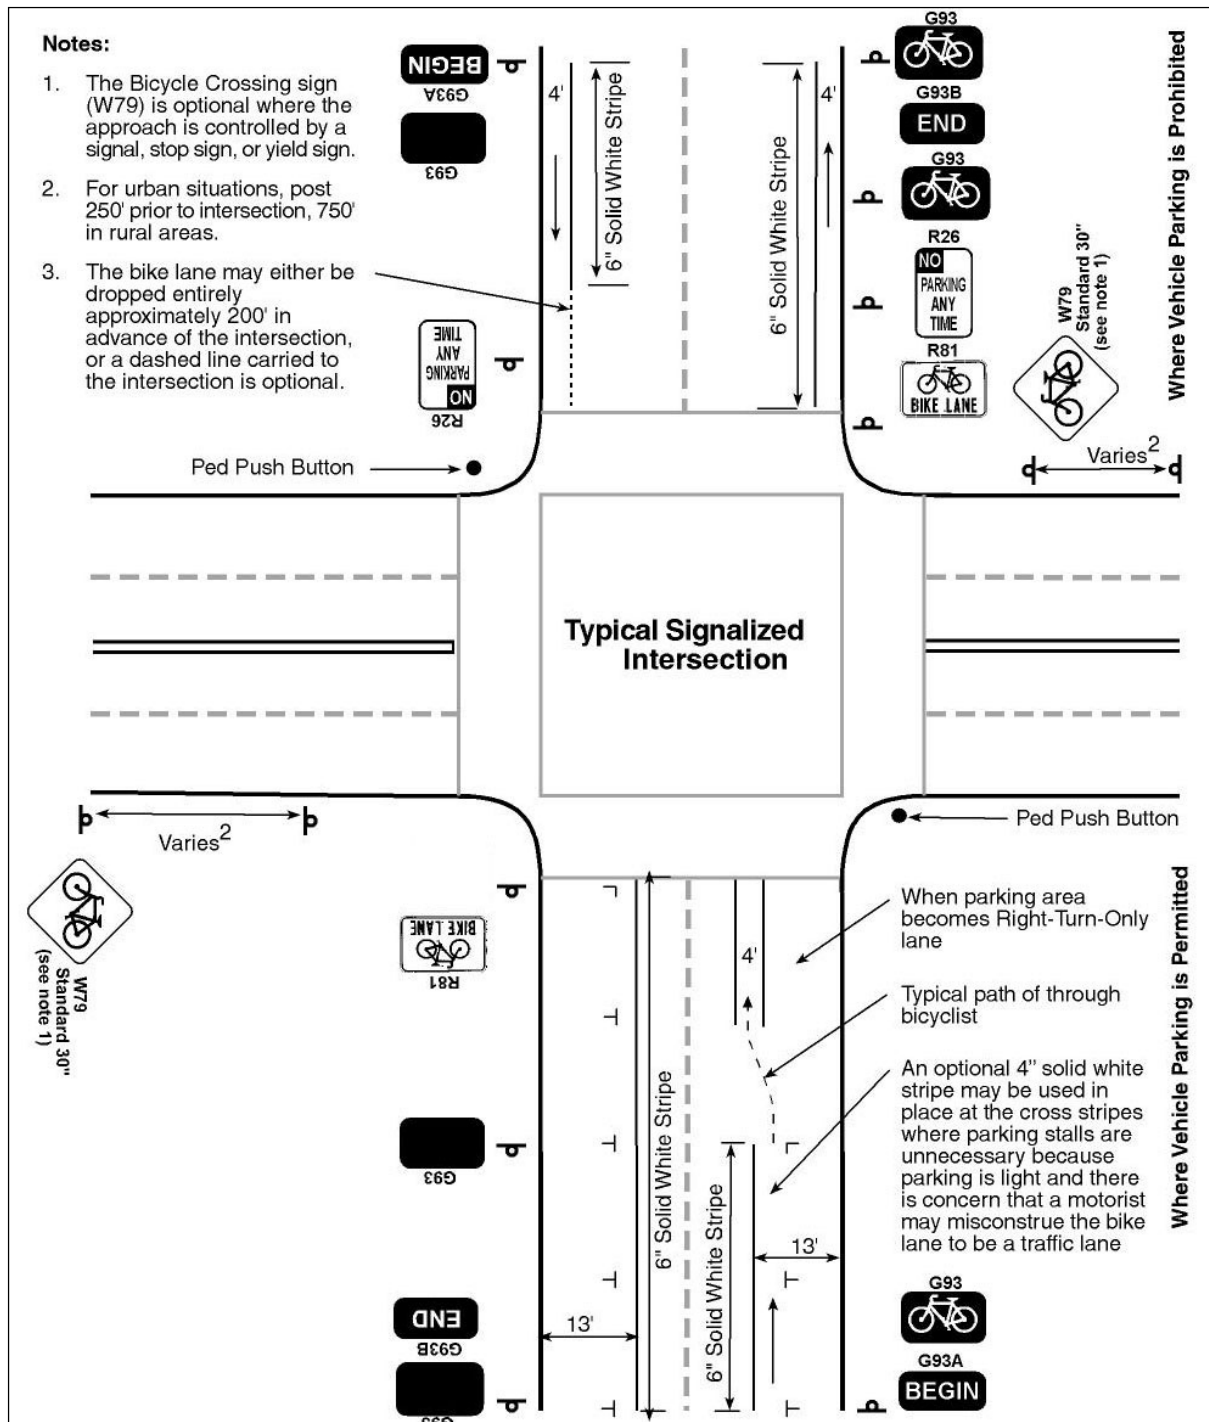 Notes:
1. The Bicycle Crossing sign
(W79) is optional where the
approach is controlled by a
signal, stop sign, or yield sign.
2. For urban situations, post
250' prior to intersection, 750'
in rural areas.
3. The bike lane may either be
dropped entirely
approximately 200' in
advance of the intersection,
or a dashed line carried to
the intersection is optional.
BEGIN
G93A
G93
NO
PARKING
ANY
TIME
R26
4'
6" Solid White Stripe
6" Solid White Stripe
4'
G93
G93B
END
G93
R26
NO
PARKING
ANY
TIME
R81
BIKE LANE
W79
Standard 30"
(see note 1)
Where Vehicle Parking is Prohibited
Varies2
Ped Push Button
Typical Signalized
Intersection
Varies2
Ped Push Button
W79
Standard 30"
(see note 1)
BIKE LANE
R81
G93
END
G93B
G93
13'
6" Solid White Stripe
4'
6" Solid White Stripe
13'
When parking area
becomes Right-Turn-Only
lane
Typical path of through
bicyclist
An optional 4" solid white
stripe may be used in
place at the cross stripes
where parking stalls are
unnecessary because
parking is light and there
is concern that a motorist
may misconstrue the bike
lane to be a traffic lane
Where Vehicle Parking is Permitted
G93
G93A
BEGIN